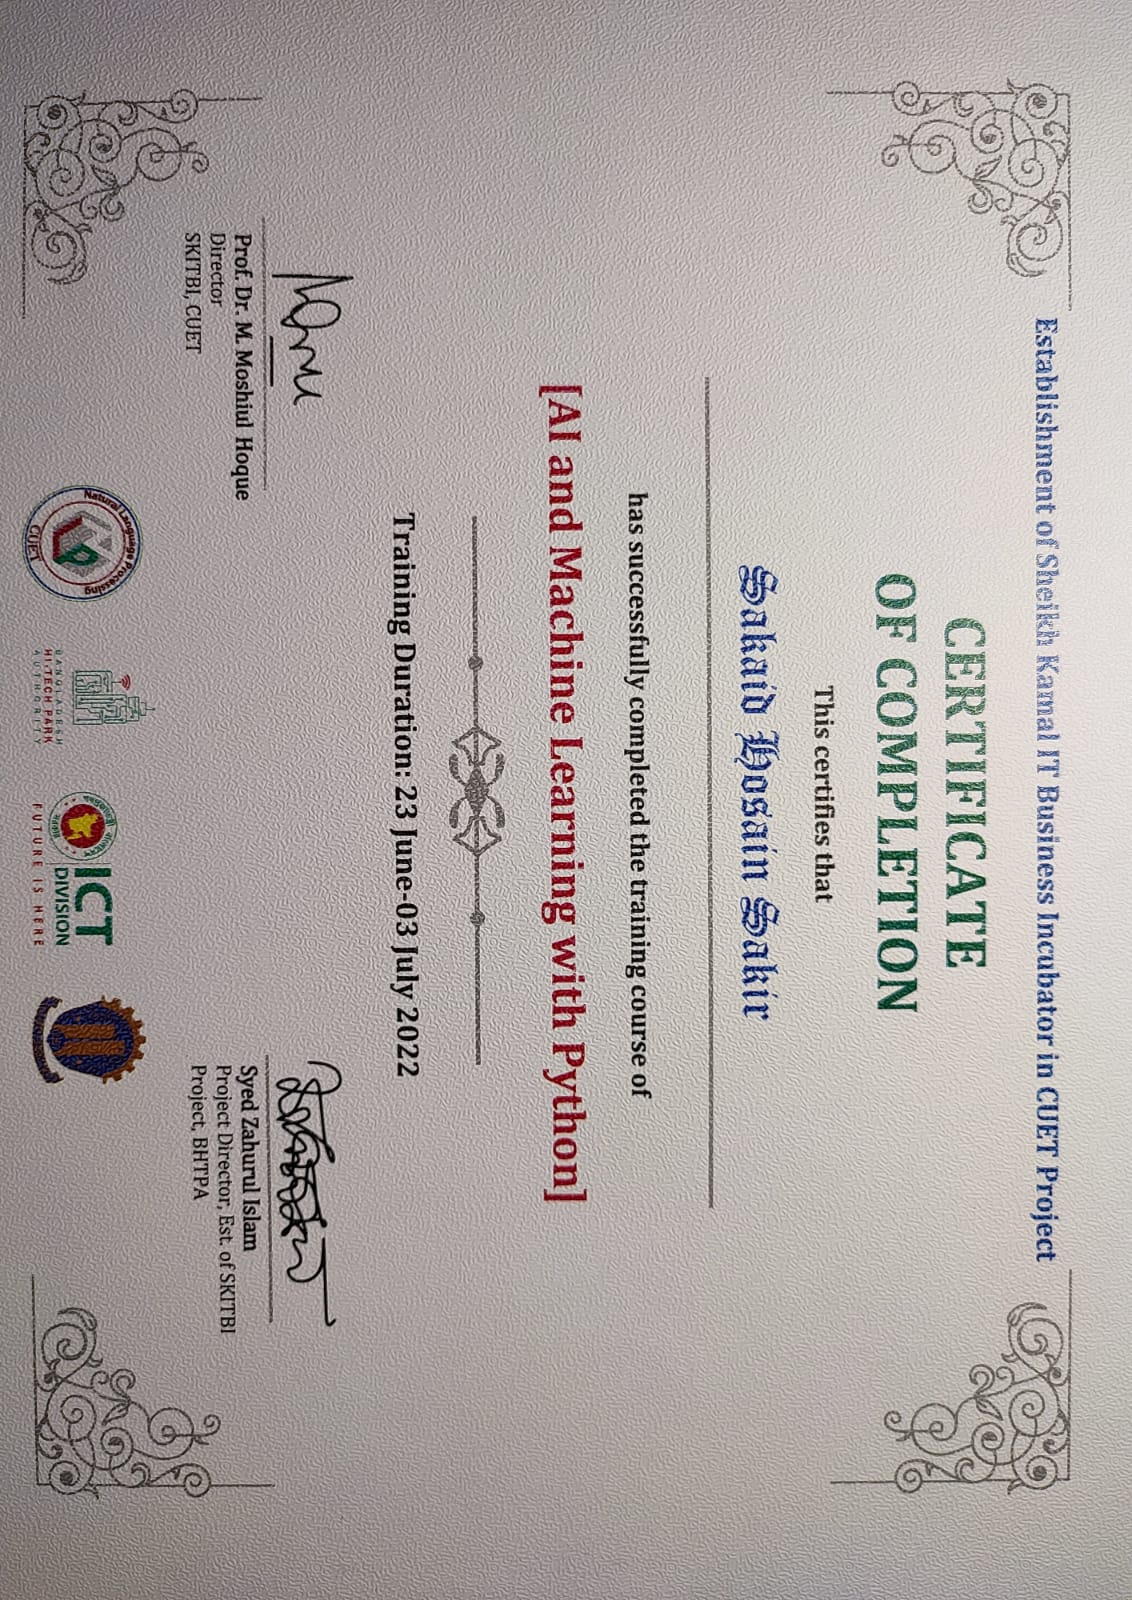 Establishment of Sheikh Kamal IT Business Incubator in CUET Project
CERTIFICATE
OF COMPLETION
This certifies that
Sakaid Hosain Sakir
has successfully completed the training course of
[AI and Machine Learning with Python]
Training Duration: 23 June-03 July 2022
Prof. Dr. M. Moshiul Hoque
Director
SKITBI, CUET
Syed Zahurul Islam
Project Director, Est. of SKITBI
Project, BHTPA
Natural Language Processing
CUET
BANGLADESH
HI-TECH PARK
AUTHORITY
ICT
DIVISION
FUTURE IS HERE